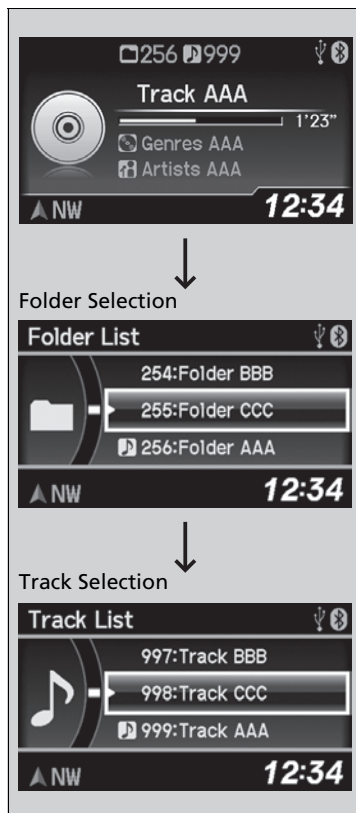 256 999
Track AAA
1'23"
Genres AAA
Artists AAA
NW 12:34
Folder Selection
Folder List
254:Folder BBB
255:Folder CCC
256:Folder AAA
NW 12:34
Track Selection
Track List
997:Track BBB
998:Track CCC
999:Track AAA
NW 12:34